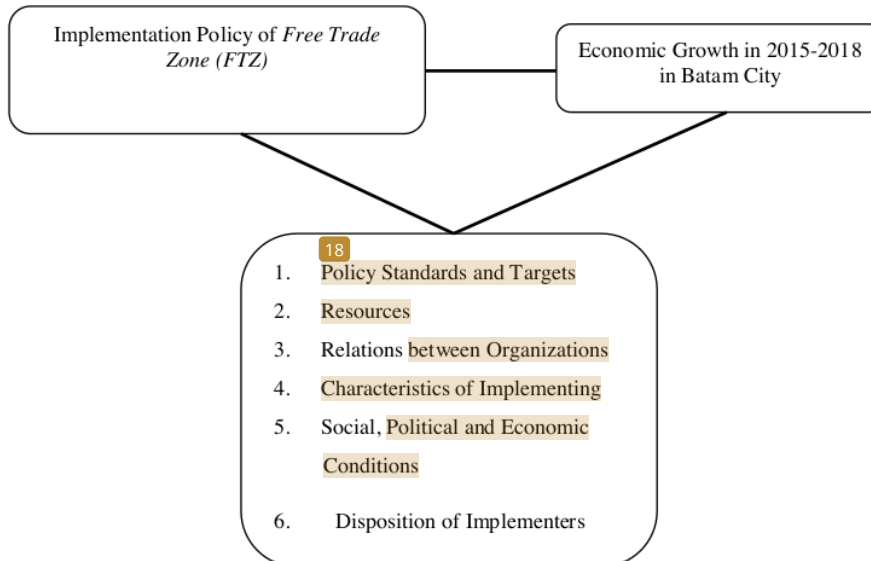 Implementation Policy of Free Trade
Zone (FTZ)
Economic Growth in 2015-2018
in Batam City
18
1. Policy Standards and Targets
2. Resources
3. Relations between Organizations
4. Characteristics of Implementing
5. Social, Political and Economic
Conditions
6. Disposition of Implementers